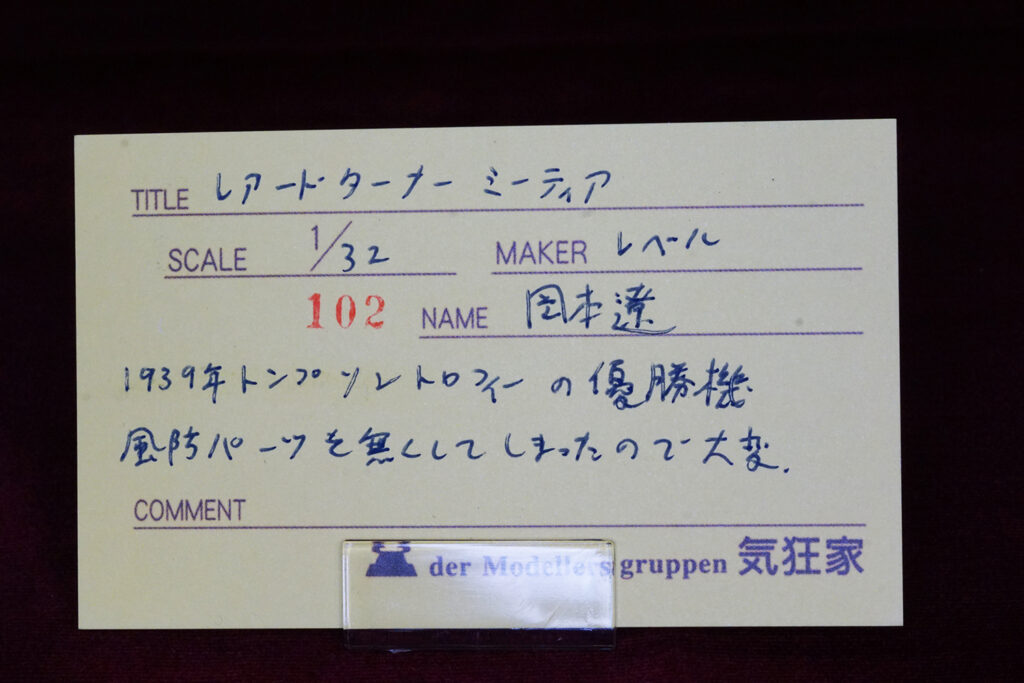 TITLE レアードターナー ミーティア
SCALE 1/32 MAKER レベール
102 NAME 岡本遼
1939年トンプソントロフィーの優勝機
風防パーツを無くしてしまったので大変.
COMMENT
der Modellers gruppen 気狂家